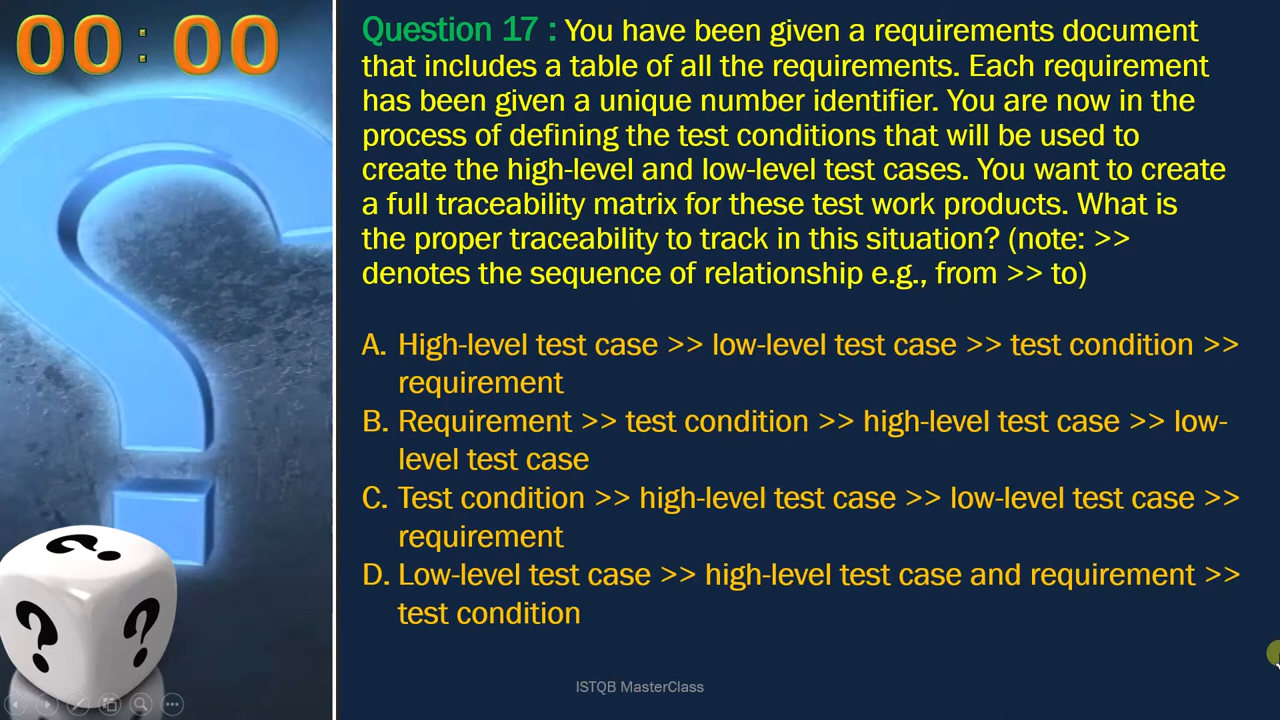 00:00
Question 17 : You have been given a requirements document
that includes a table of all the requirements. Each requirement
has been given a unique number identifier. You are now in the
process of defining the test conditions that will be used to
create the high-level and low-level test cases. You want to create
a full traceability matrix for these test work products. What is
the proper traceability to track in this situation? (note: >>
denotes the sequence of relationship e.g., from >> to)
A. High-level test case >> low-level test case >> test condition >>
requirement
B. Requirement >> test condition >> high-level test case >> low-
level test case
C. Test condition >> high-level test case >> low-level test case >>
requirement
D. Low-level test case >> high-level test case and requirement >>
test condition
ISTQB MasterClass